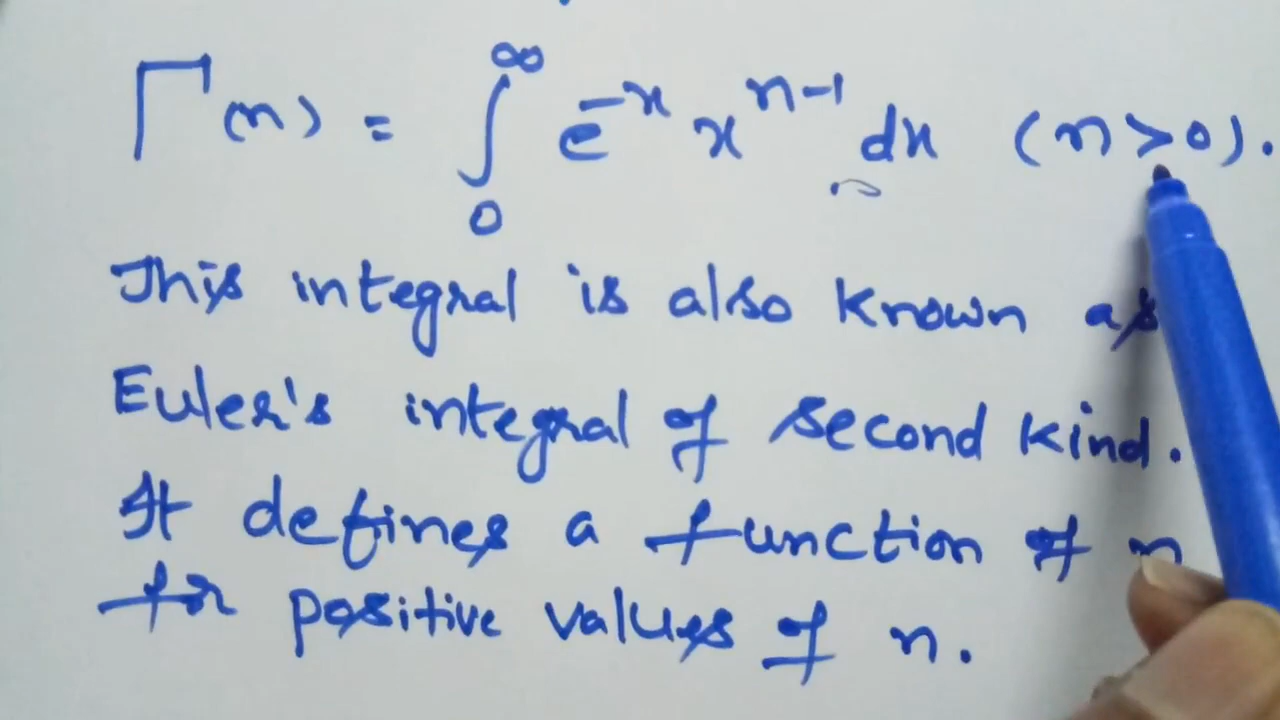 Γ(n) = ∫₀^∞ e^{-x} x^{n-1} dx (n>0).
This integral is also known as
Euler's integral of second kind.
It defines a function of n
for positive values of n.